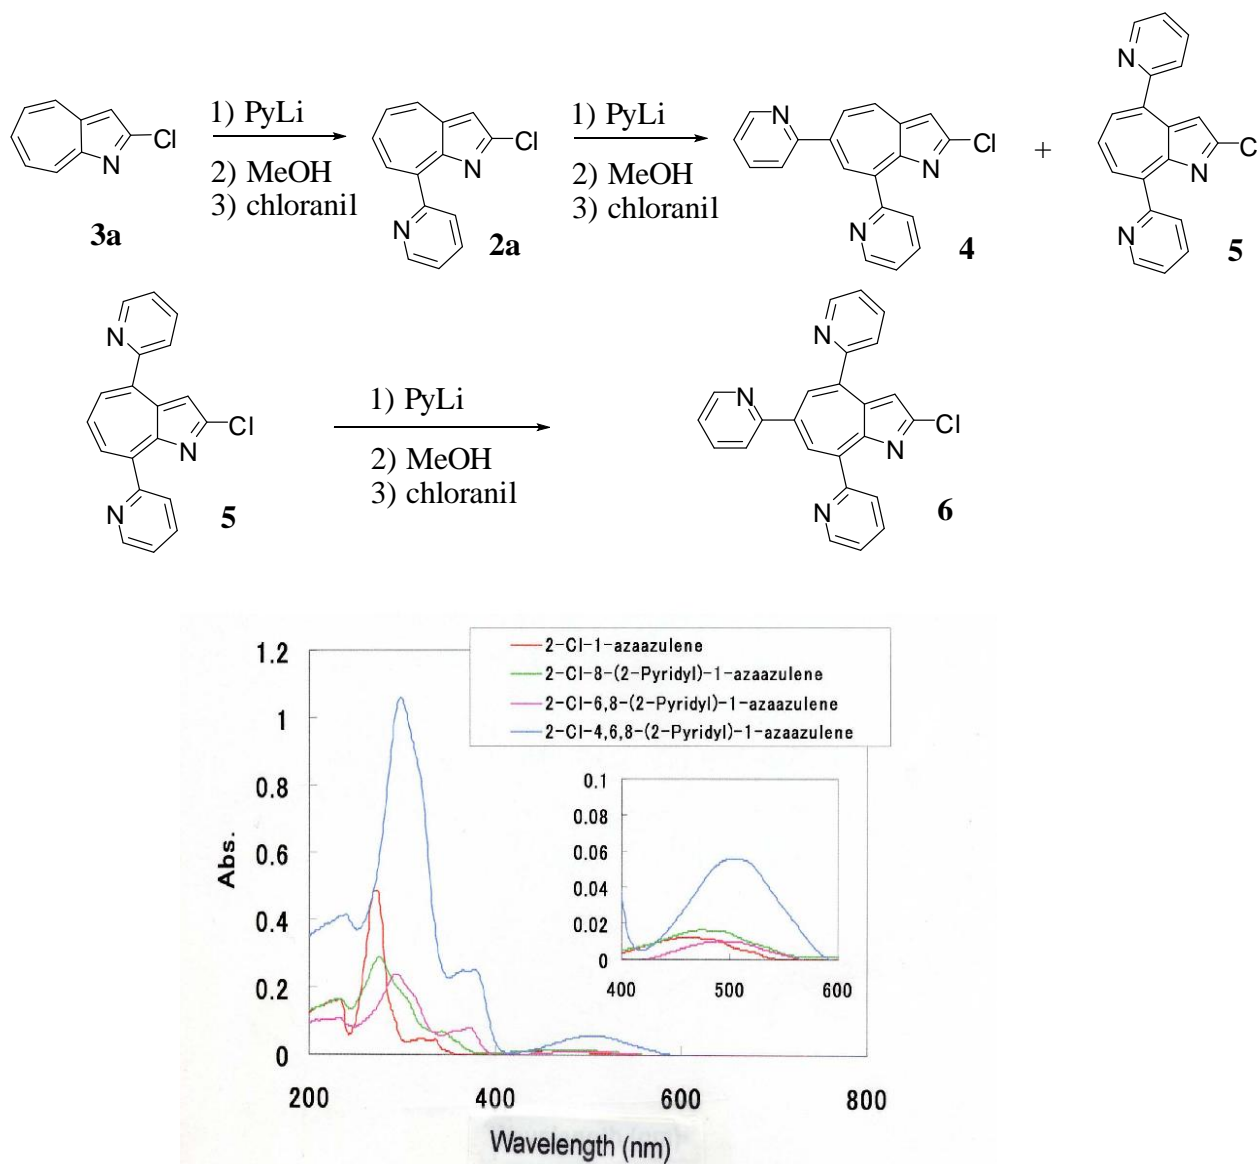 1) PyLi
2) MeOH
3) chloranil
Cl
N
3a
1) PyLi
2) MeOH
3) chloranil
Cl
N
N
2a
N
Cl
N
N
4
+
N
C
N
N
5
N
Cl
N
N
5
1) PyLi
2) MeOH
3) chloranil
N
N
Cl
N
N
6
2-Cl-1-azaazulene
2-Cl-8-(2-Pyridyl)-1-azaazulene
2-Cl-6,8-(2-Pyridyl)-1-azaazulene
2-Cl-4,6,8-(2-Pyridyl)-1-azaazulene
1.2
1
0.8
0.6
0.4
0.2
0
Abs.
200
400
600
800
Wavelength (nm)
0.1
0.08
0.06
0.04
0.02
0
400
500
600